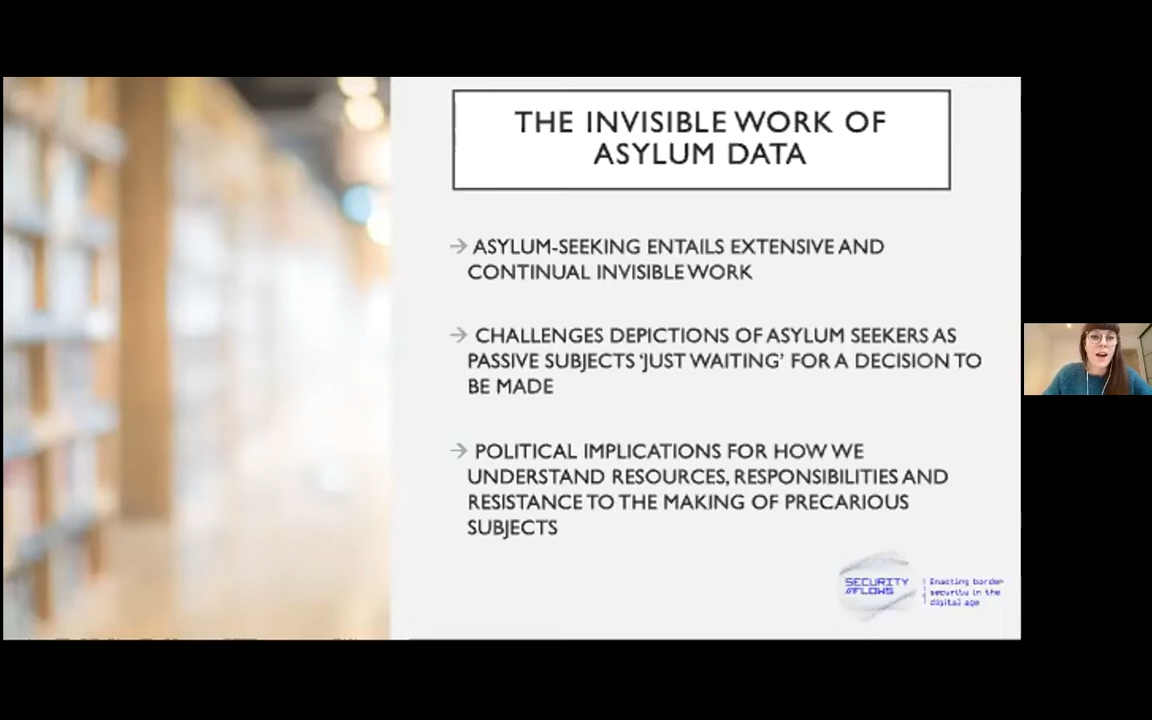 THE INVISIBLE WORK OF
ASYLUM DATA
→ ASYLUM-SEEKING ENTAILS EXTENSIVE AND
CONTINUAL INVISIBLE WORK
→ CHALLENGES DEPICTIONS OF ASYLUM SEEKERS AS
PASSIVE SUBJECTS ‘JUST WAITING’ FOR A DECISION TO
BE MADE
→ POLITICAL IMPLICATIONS FOR HOW WE
UNDERSTAND RESOURCES, RESPONSIBILITIES AND
RESISTANCE TO THE MAKING OF PRECARIOUS
SUBJECTS
SECURITY
FLOWS
Enacting border
security in the
digital age